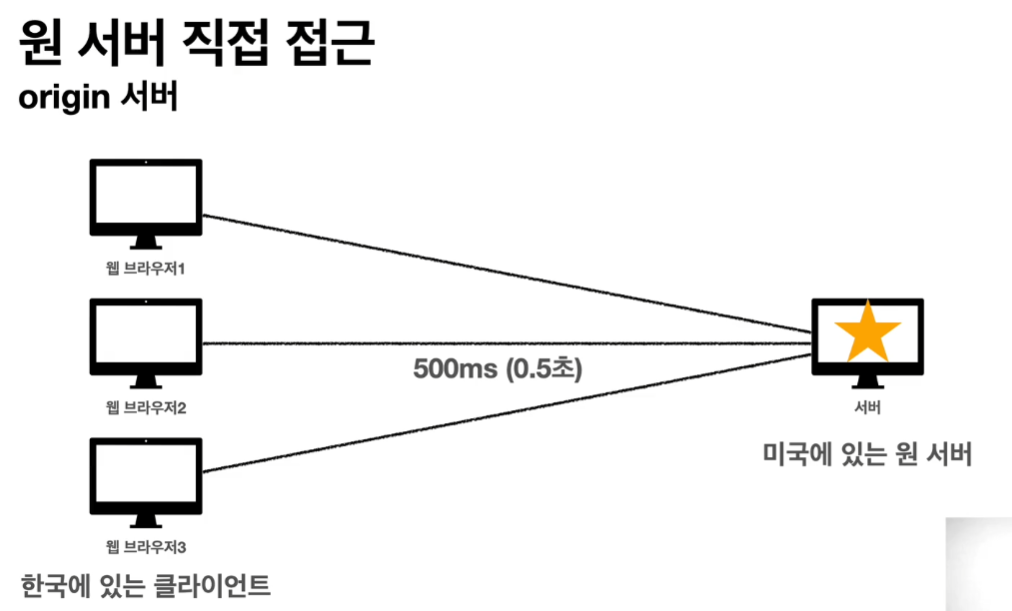 원 서버 직접 접근
origin 서버
웹 브라우저1
웹 브라우저2
500ms (0.5초)
서버
미국에 있는 원 서버
웹 브라우저3
한국에 있는 클라이언트